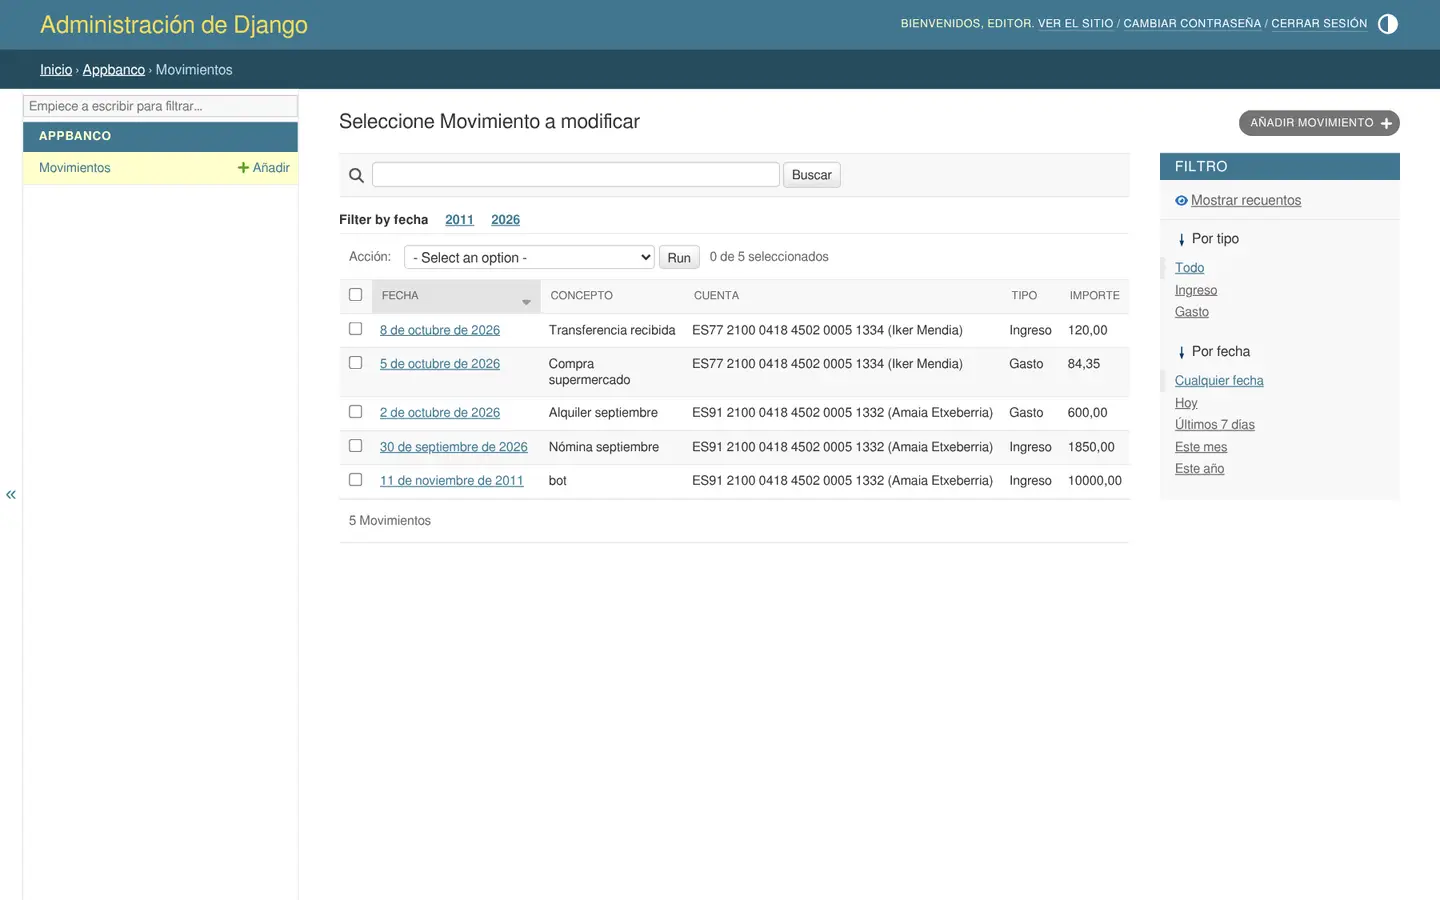 Administración de Django
BIENVENIDOS, EDITOR. VER EL SITIO / CAMBIAR CONTRASEÑA / CERRAR SESIÓN
Inicio › Appbanco › Movimientos
Empiece a escribir para filtrar...
APPBANCO
Movimientos
Añadir
«
Seleccione Movimiento a modificar
AÑADIR MOVIMIENTO
Buscar
Filter by fecha 2011 2026
Acción: - Select an option - Run 0 de 5 seleccionados
FECHA CONCEPTO CUENTA TIPO IMPORTE
8 de octubre de 2026 Transferencia recibida ES77 2100 0418 4502 0005 1334 (Iker Mendia) Ingreso 120,00
5 de octubre de 2026 Compra supermercado ES77 2100 0418 4502 0005 1334 (Iker Mendia) Gasto 84,35
2 de octubre de 2026 Alquiler septiembre ES91 2100 0418 4502 0005 1332 (Amaia Etxeberria) Gasto 600,00
30 de septiembre de 2026 Nómina septiembre ES91 2100 0418 4502 0005 1332 (Amaia Etxeberria) Ingreso 1850,00
11 de noviembre de 2011 bot ES91 2100 0418 4502 0005 1332 (Amaia Etxeberria) Ingreso 10000,00
5 Movimientos
FILTRO
Mostrar recuentos
↓ Por tipo
Todo
Ingreso
Gasto
↓ Por fecha
Cualquier fecha
Hoy
Últimos 7 días
Este mes
Este año